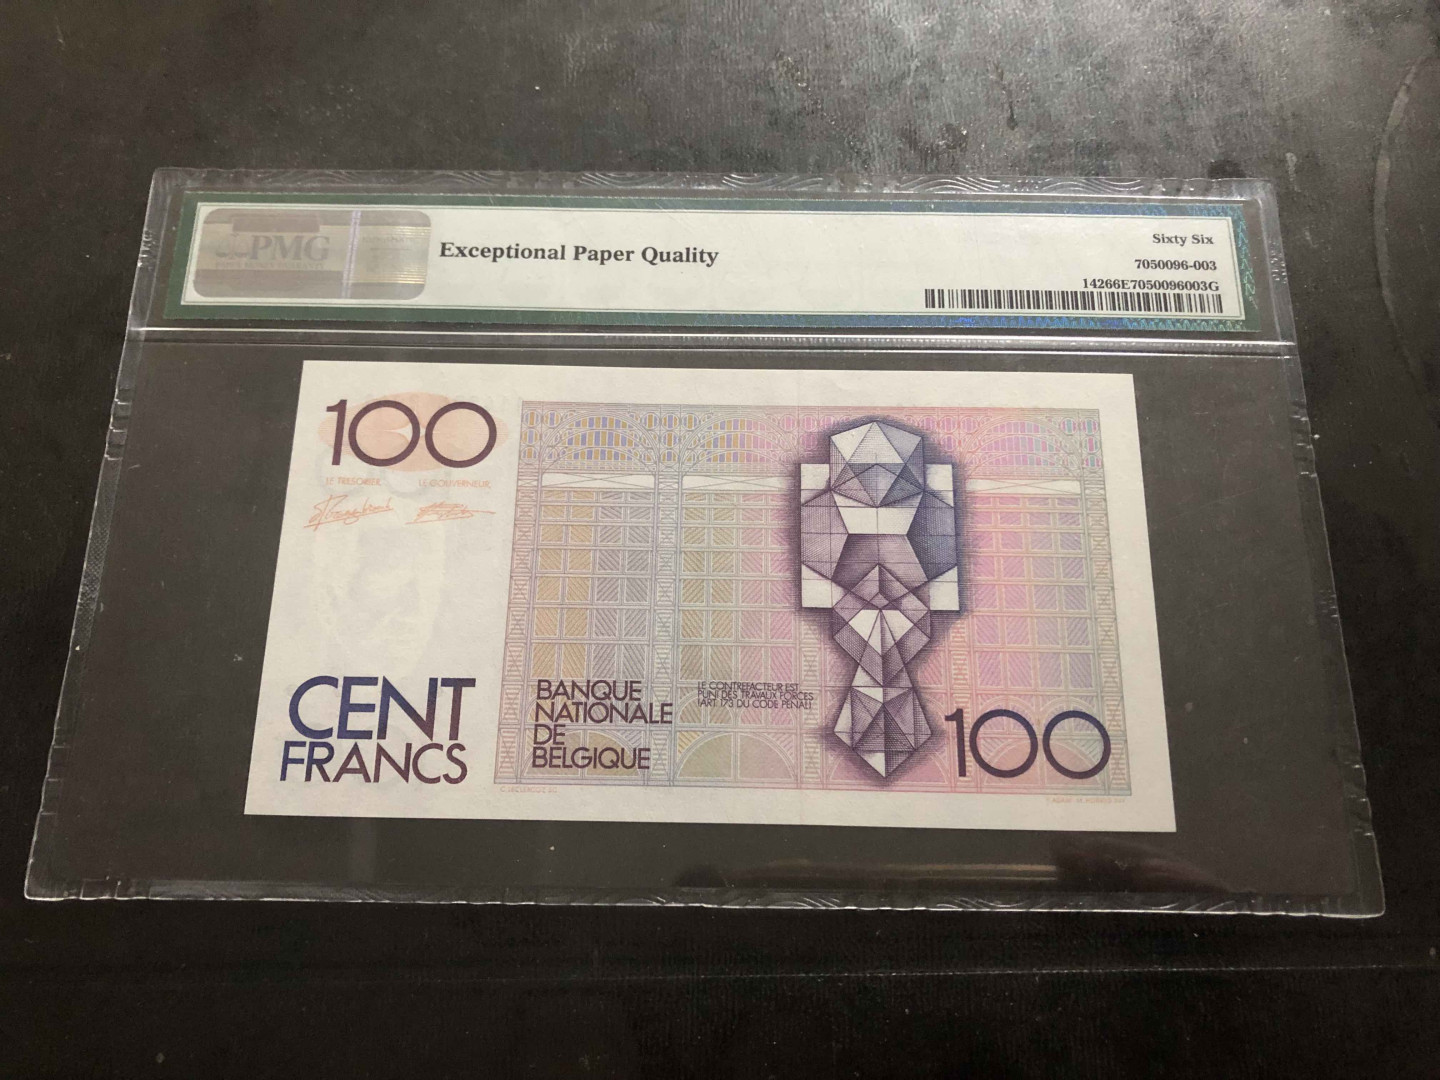 PMG
Exceptional Paper Quality
Sixty Six
7050096-003
14266E7050096003G
100
LE TRESORIER,
LE GOUVERNEUR,
CENT
FRANCS
BANQUE
NATIONALE
DE
BELGIQUE
LE CONTREFACTEUR EST
PUNI DES TRAVAUX FORCES
(ART. 173 DU CODE PENAL)
100